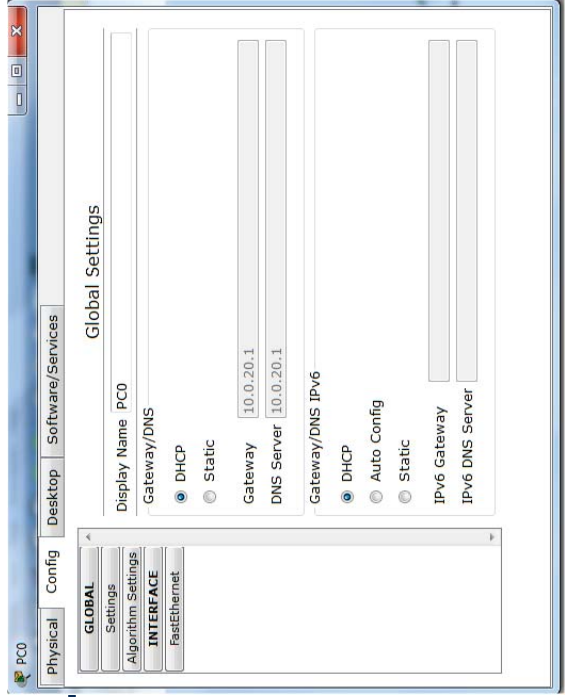 PC0
Physical Config Desktop Software/Services
GLOBAL
Settings
Algorithm Settings
INTERFACE
FastEthernet
Global Settings
Display Name PC0
Gateway/DNS
DHCP
Static
Gateway 10.0.20.1
DNS Server 10.0.20.1
Gateway/DNS IPv6
DHCP
Auto Config
Static
IPv6 Gateway
IPv6 DNS Server